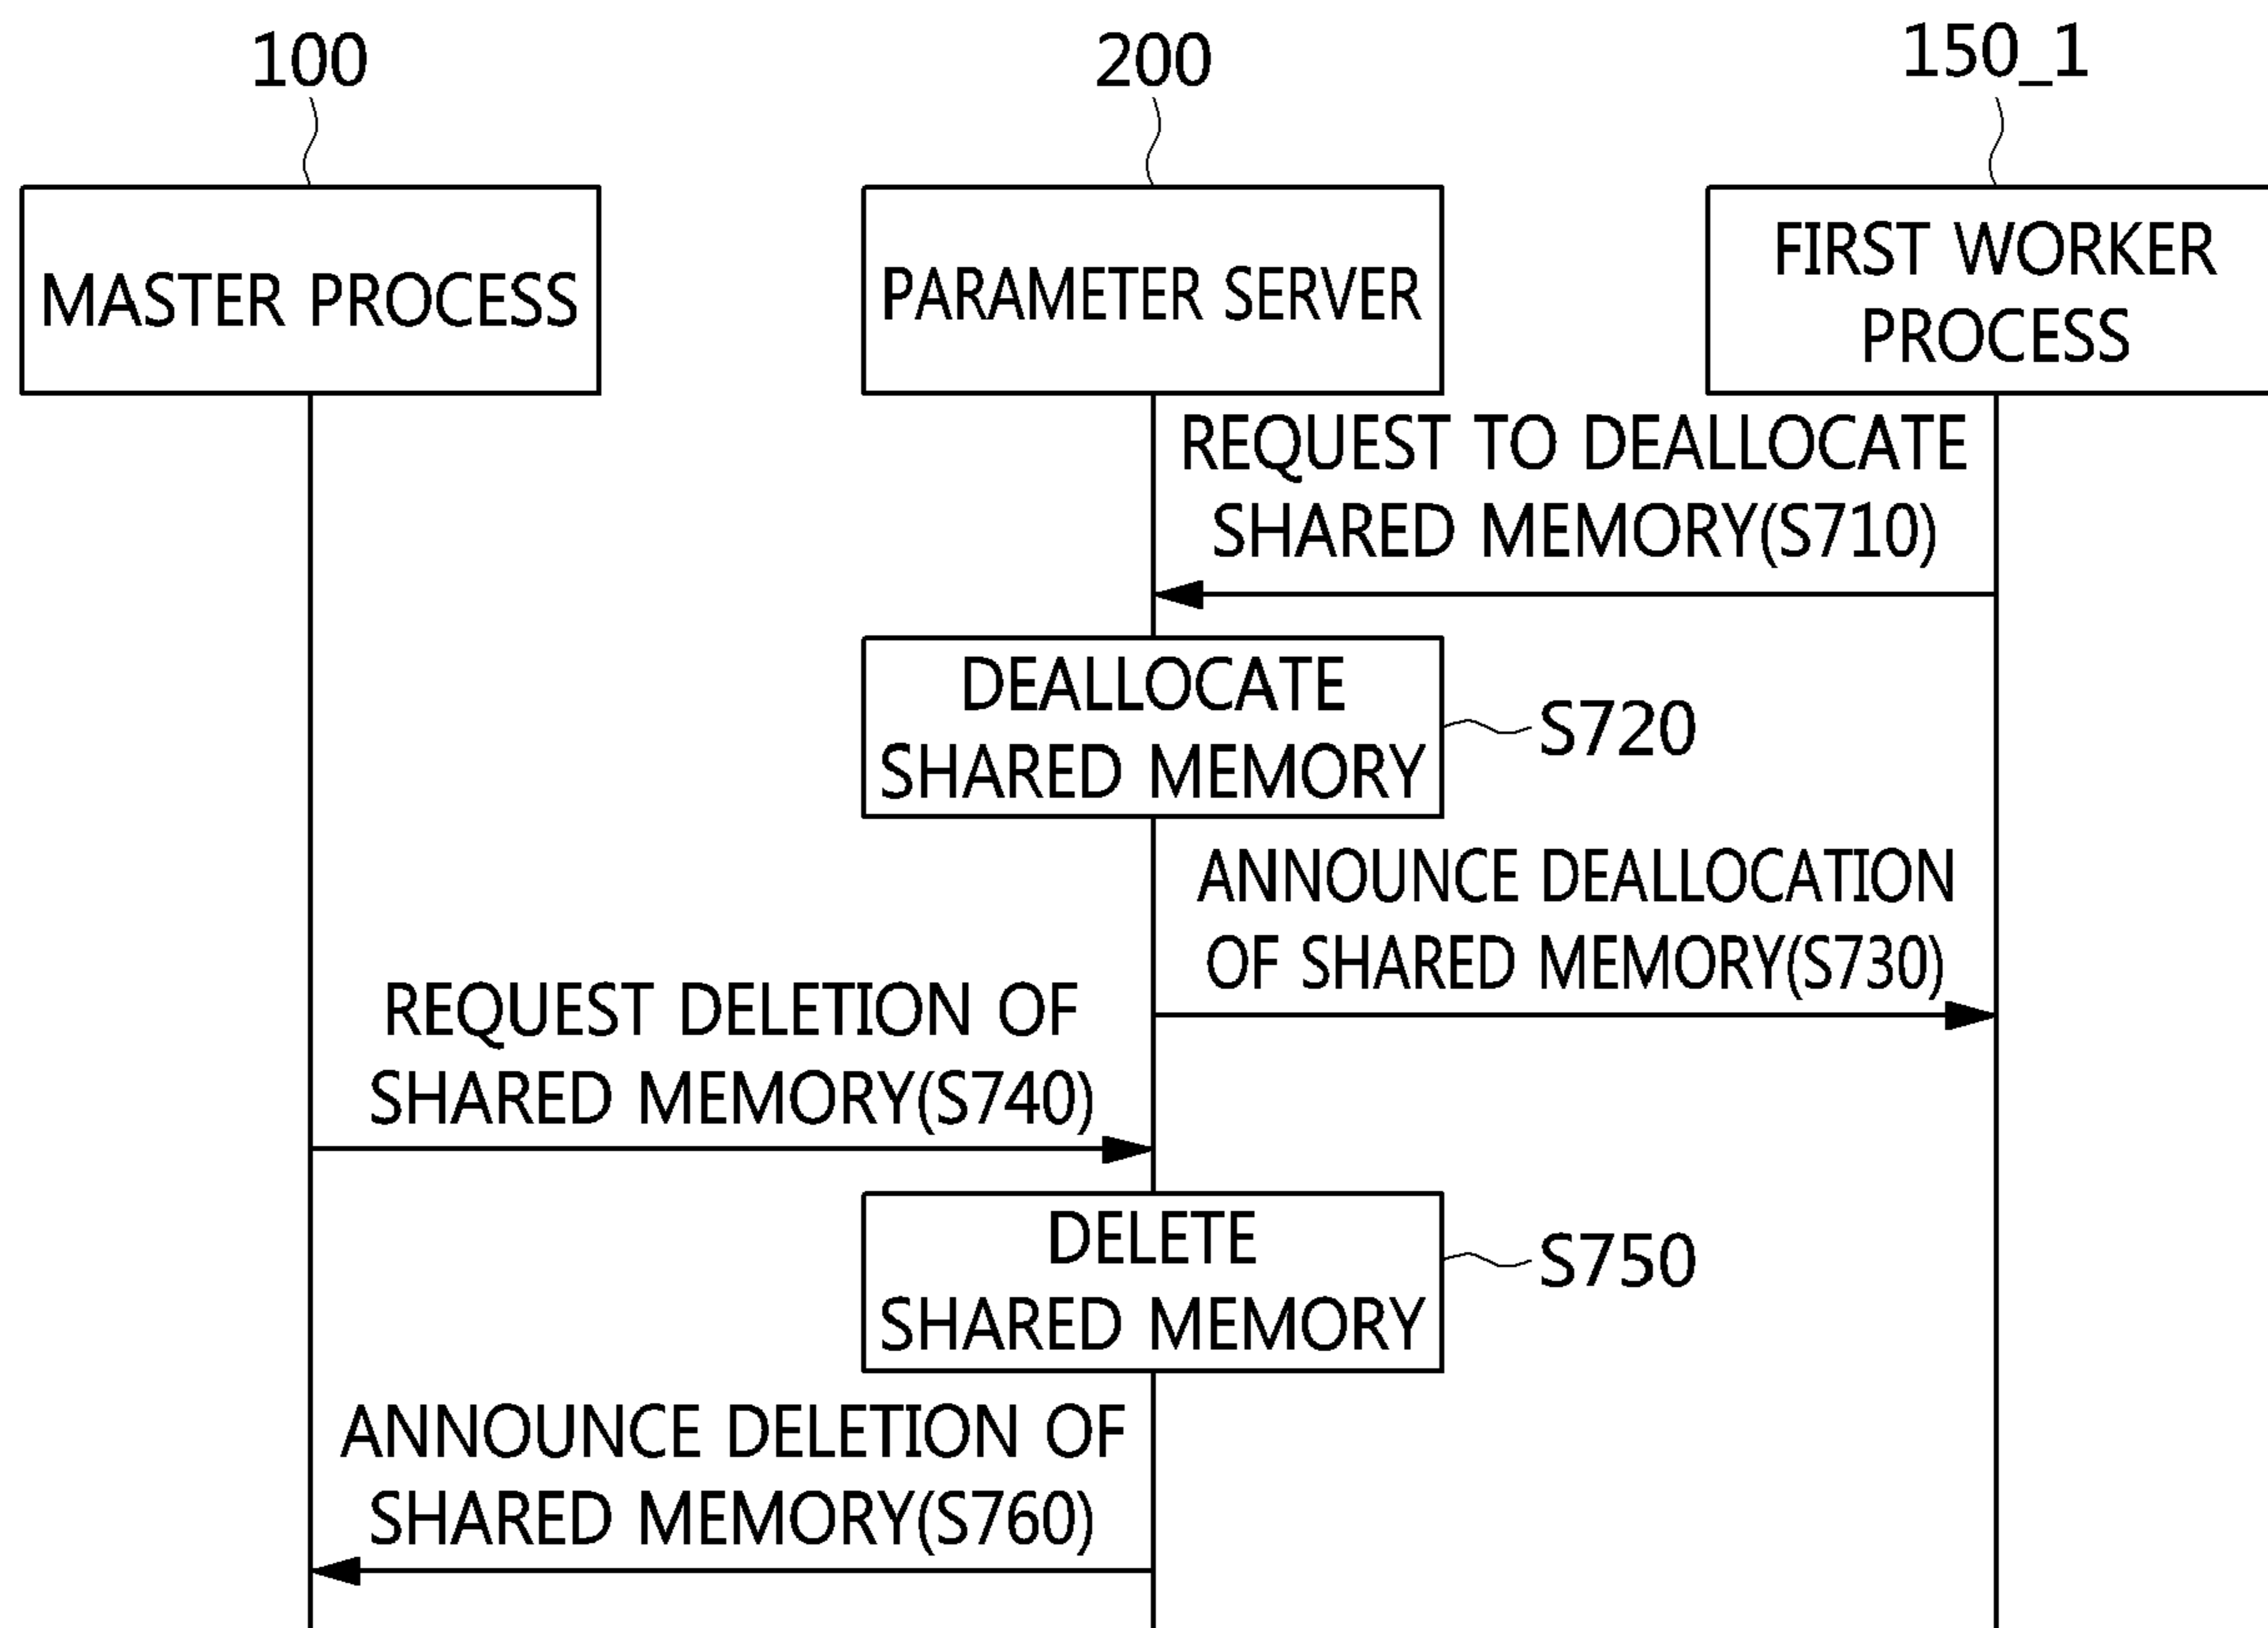 100
200
150_1
MASTER PROCESS
PARAMETER SERVER
FIRST WORKER
PROCESS
REQUEST TO DEALLOCATE
SHARED MEMORY(S710)
DEALLOCATE
SHARED MEMORY
S720
ANNOUNCE DEALLOCATION
OF SHARED MEMORY(S730)
REQUEST DELETION OF
SHARED MEMORY(S740)
DELETE
SHARED MEMORY
S750
ANNOUNCE DELETION OF
SHARED MEMORY(S760)